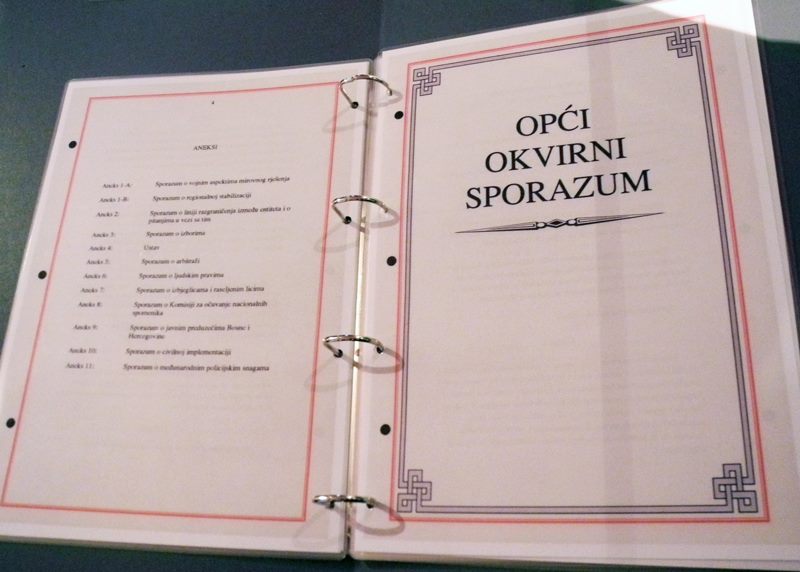 4
ANEKSI
Aneks 1-A: Sporazum o vojnim aspektima mirovnog rješenja
Aneks 1-B: Sporazum o regionalnoj stabilizaciji
Aneks 2: Sporazum o liniji razgraničenja između entiteta i o
pitanjima u vezi sa tim
Aneks 3: Sporazum o izborima
Aneks 4: Ustav
Aneks 5: Sporazum o arbitraži
Aneks 6: Sporazum o ljudskim pravima
Aneks 7: Sporazum o izbjeglicama i raseljenim licima
Aneks 8: Sporazum o Komisiji za očuvanje nacionalnih
spomenika
Aneks 9: Sporazum o javnim preduzećima Bosne i
Hercegovine
Aneks 10: Sporazum o civilnoj implementaciji
Aneks 11: Sporazum o međunarodnim policijskim snagama
OPĆI
OKVIRNI
SPORAZUM